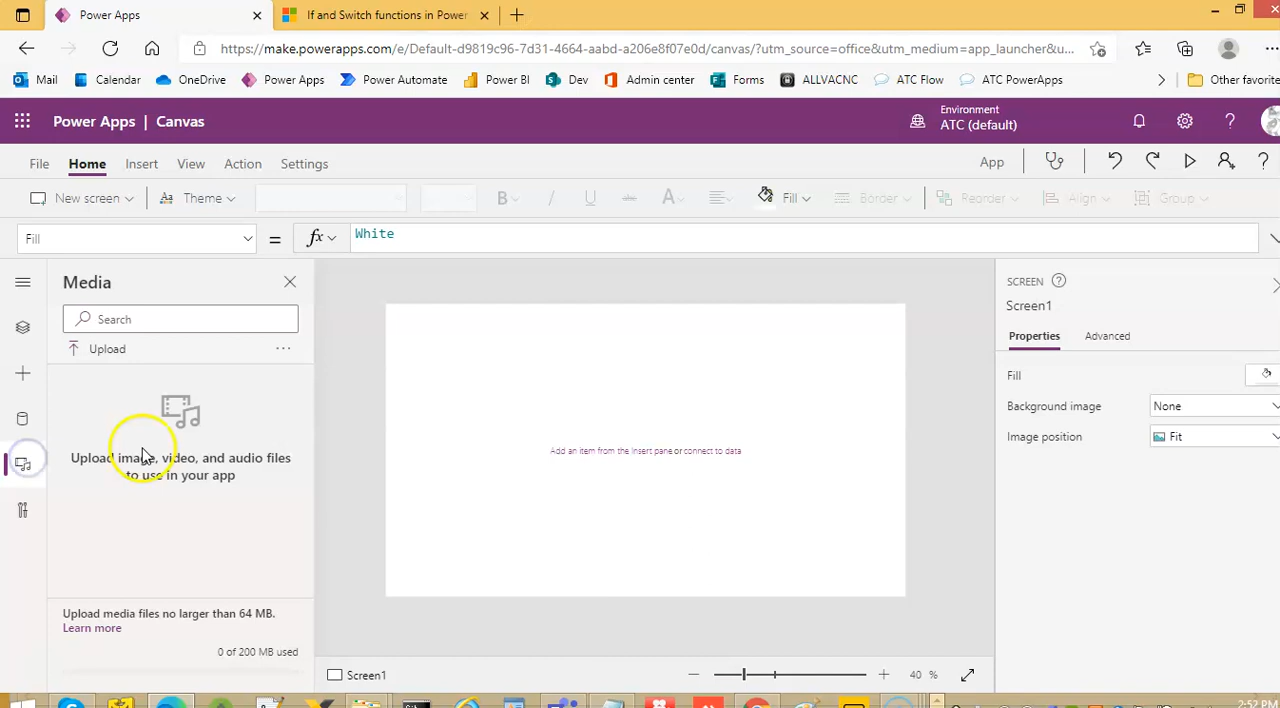 Power Apps
If and Switch functions in Power
https://make.powerapps.com/e/Default-d9819c96-7d31-4664-aabd-a206e8f07e0d/canvas/?utm_source=office&utm_medium=app_launcher&u...
Mail Calendar OneDrive Power Apps Power Automate Power BI Dev Admin center Forms ALLVACNC ATC Flow ATC PowerApps Other favorite
Power Apps | Canvas
Environment
ATC (default)
File Home Insert View Action Settings App
New screen Theme B / U abc A Fill Border Reorder Align Group
Fill = fx White
Media
Search
Upload ...
Upload image, video, and audio files
to use in your app
Upload media files no larger than 64 MB.
Learn more
0 of 200 MB used
Add an item from the Insert pane or connect to data
Screen1
40 %
SCREEN
Screen1
Properties Advanced
Fill
Background image None
Image position Fit
2:52 PM